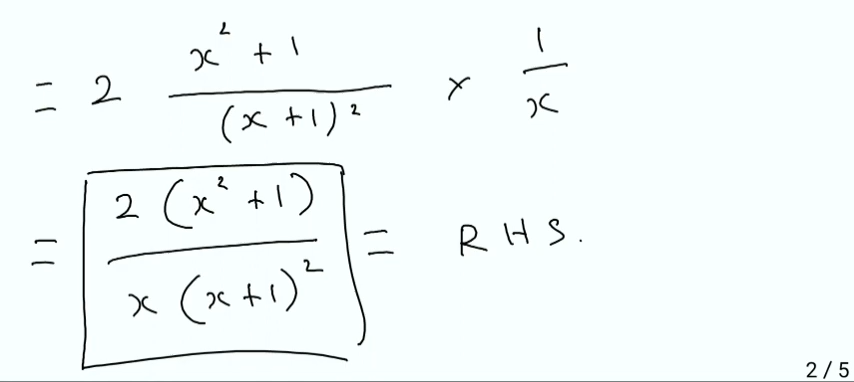 = 2 (x² + 1)/((x + 1)²) × 1/x
= (2 (x² + 1))/(x (x + 1)²) = RHS.
2/5